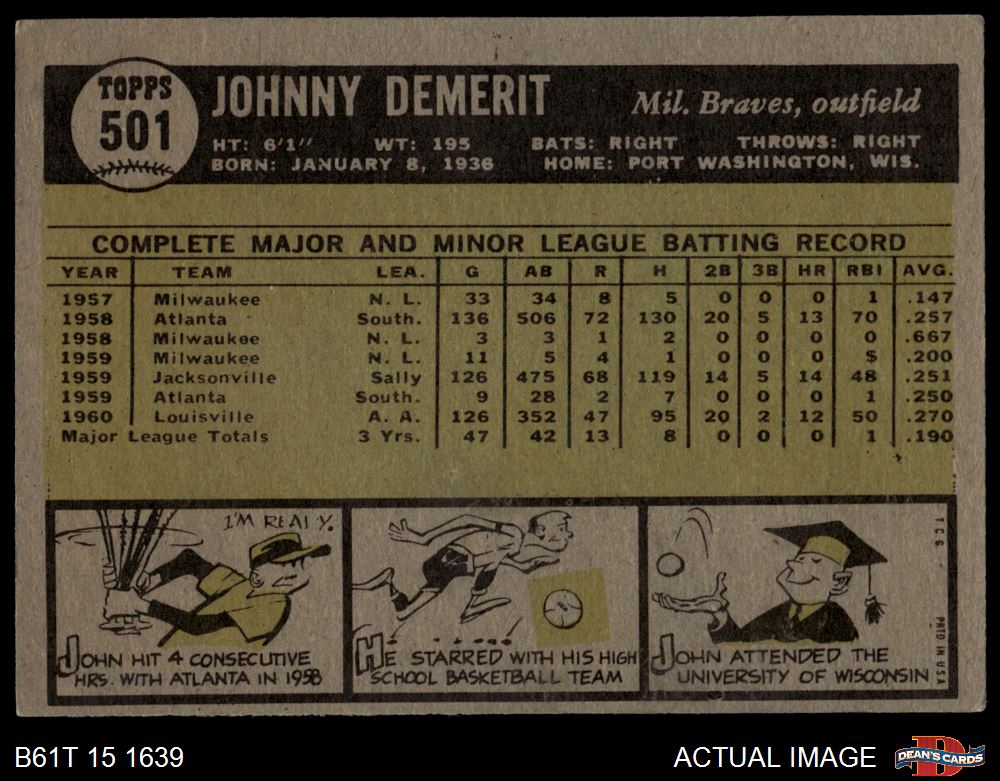 TOPPS
501
JOHNNY DEMERIT
Mil. Braves, outfield
HT: 6'1" WT: 195 BATS: RIGHT THROWS: RIGHT
BORN: JANUARY 8, 1936 HOME: PORT WASHINGTON, WIS.
COMPLETE MAJOR AND MINOR LEAGUE BATTING RECORD
YEAR TEAM LEA. G AB R H 2B 3B HR RBI AVG.
1957 Milwaukee N. L. 33 34 8 5 0 0 0 1 .147
1958 Atlanta South. 136 506 72 130 20 5 13 70 .257
1958 Milwaukee N. L. 3 3 1 2 0 0 0 0 .667
1959 Milwaukee N. L. 11 5 4 1 0 0 0 $ .200
1959 Jacksonville Sally 126 475 68 119 14 5 14 48 .251
1959 Atlanta South. 9 28 2 7 0 0 0 1 .250
1960 Louisville A. A. 126 352 47 95 20 2 12 50 .270
Major League Totals 3 Yrs. 47 42 13 8 0 0 0 1 .190
I'M READY.
JOHN HIT 4 CONSECUTIVE
HRS. WITH ATLANTA IN 1958
HE STARRED WITH HIS HIGH
SCHOOL BASKETBALL TEAM
JOHN ATTENDED THE
UNIVERSITY OF WISCONSIN
T.C.G. PRTD. IN U.S.A.
B61T 15 1639
ACTUAL IMAGE
D
DEAN'S CARDS